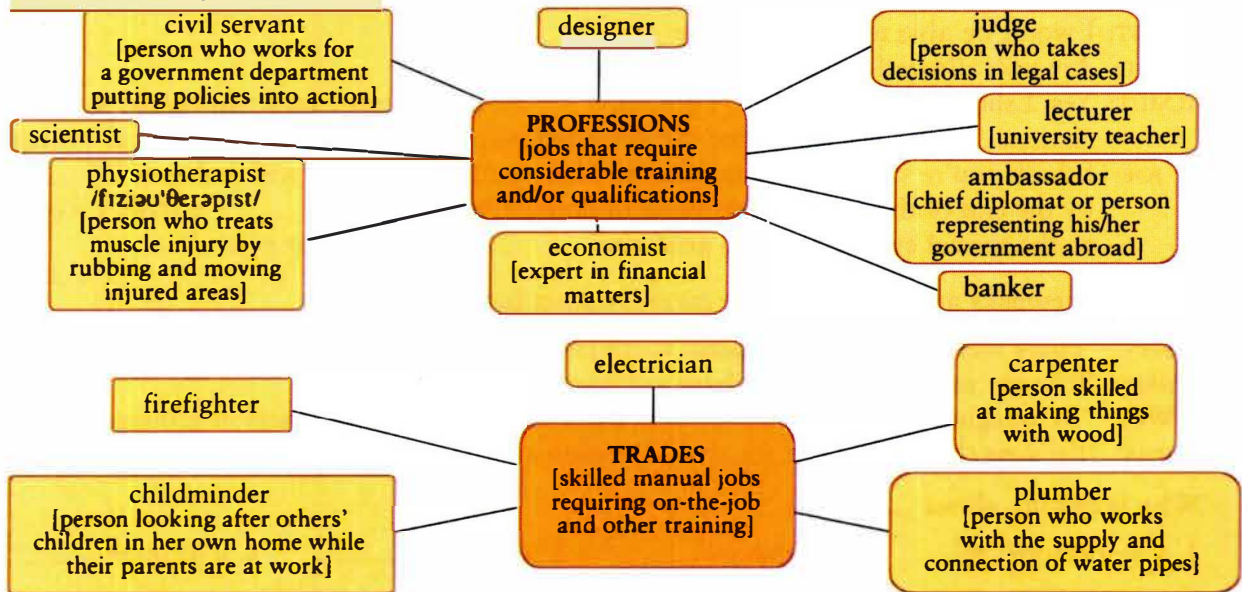 civil servant
[person who works for
a government department
putting policies into action]
designer
judge
[person who takes
decisions in legal cases]
scientist
PROFESSIONS
[jobs that require
considerable training
and/or qualifications]
lecturer
[university teacher]
physiotherapist
/fɪziəʊˈθerəpɪst/
[person who treats
muscle injury by
rubbing and moving
injured areas]
ambassador
[chief diplomat or person
representing his/her
government abroad]
economist
[expert in financial
matters]
banker
electrician
firefighter
carpenter
[person skilled
at making things
with wood]
TRADES
[skilled manual jobs
requiring on-the-job
and other training]
childminder
[person looking after others'
children in her own home while
their parents are at work]
plumber
[person who works
with the supply and
connection of water pipes]